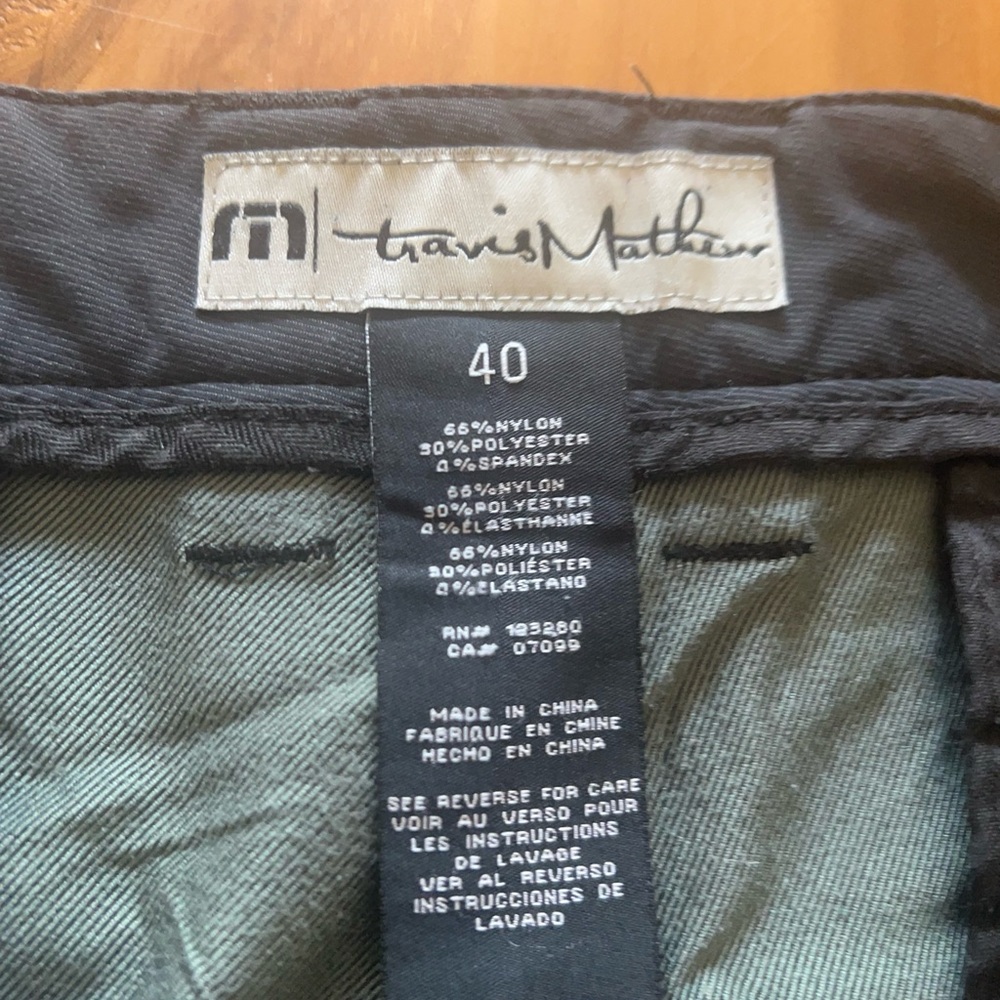 m| travisMathew
40
66%NYLON
30%POLYESTER
4%SPANDEX
66%NYLON
30%POLYESTER
4%ÉLASTHANNE
66%NYLON
30%POLIÉSTER
4%ELASTANO
RN# 123280
CA# 07099
MADE IN CHINA
FABRIQUE EN CHINE
HECHO EN CHINA
SEE REVERSE FOR CARE
VOIR AU VERSO POUR
LES INSTRUCTIONS
DE LAVAGE
VER AL REVERSO
INSTRUCCIONES DE
LAVADO